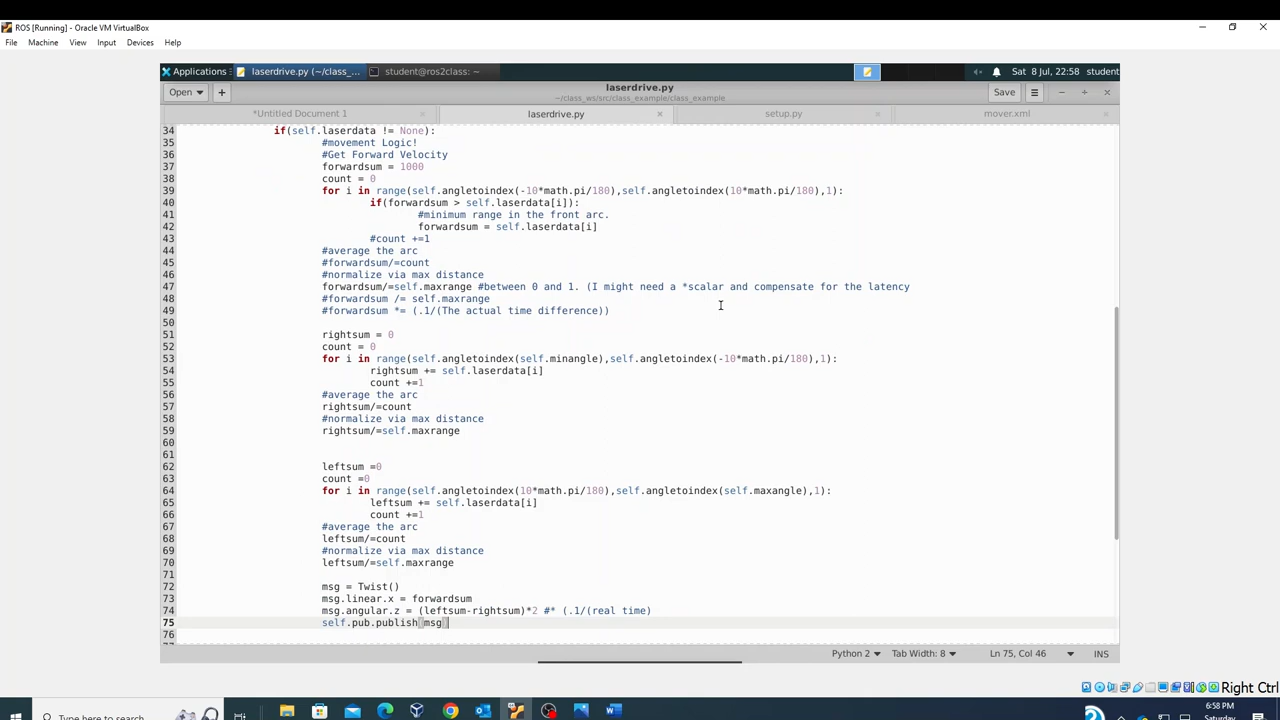 ROS [Running] - Oracle VM VirtualBox
File Machine View Input Devices Help
Applications laserdrive.py (~/class_... student@ros2class: ~ Sat 8 Jul, 22:58 student
Open + laserdrive.py Save
~/class_ws/src/class_example/class_example
*Untitled Document 1 laserdrive.py setup.py mover.xml
34 if(self.laserdata != None):
35 #movement Logic!
36 #Get Forward Velocity
37 forwardsum = 1000
38 count = 0
39 for i in range(self.angletoindex(-10*math.pi/180),self.angletoindex(10*math.pi/180),1):
40 if(forwardsum > self.laserdata[i]):
41 #minimum range in the front arc.
42 forwardsum = self.laserdata[i]
43 #count +=1
44 #average the arc
45 #forwardsum/=count
46 #normalize via max distance
47 forwardsum/=self.maxrange #between 0 and 1. (I might need a *scalar and compensate for the latency
48 #forwardsum /= self.maxrange
49 #forwardsum *= (.1/(The actual time difference))
50
51 rightsum = 0
52 count = 0
53 for i in range(self.angletoindex(self.minangle),self.angletoindex(-10*math.pi/180),1):
54 rightsum += self.laserdata[i]
55 count +=1
56 #average the arc
57 rightsum/=count
58 #normalize via max distance
59 rightsum/=self.maxrange
60
61
62 leftsum =0
63 count =0
64 for i in range(self.angletoindex(10*math.pi/180),self.angletoindex(self.maxangle),1):
65 leftsum += self.laserdata[i]
66 count +=1
67 #average the arc
68 leftsum/=count
69 #normalize via max distance
70 leftsum/=self.maxrange
71
72 msg = Twist()
73 msg.linear.x = forwardsum
74 msg.angular.z = (leftsum-rightsum)*2 #* (.1/(real time)
75 self.pub.publish(msg)
76
Python 2 Tab Width: 8 Ln 75, Col 46 INS
Right Ctrl
Type here to search 6:58 PM
Saturday